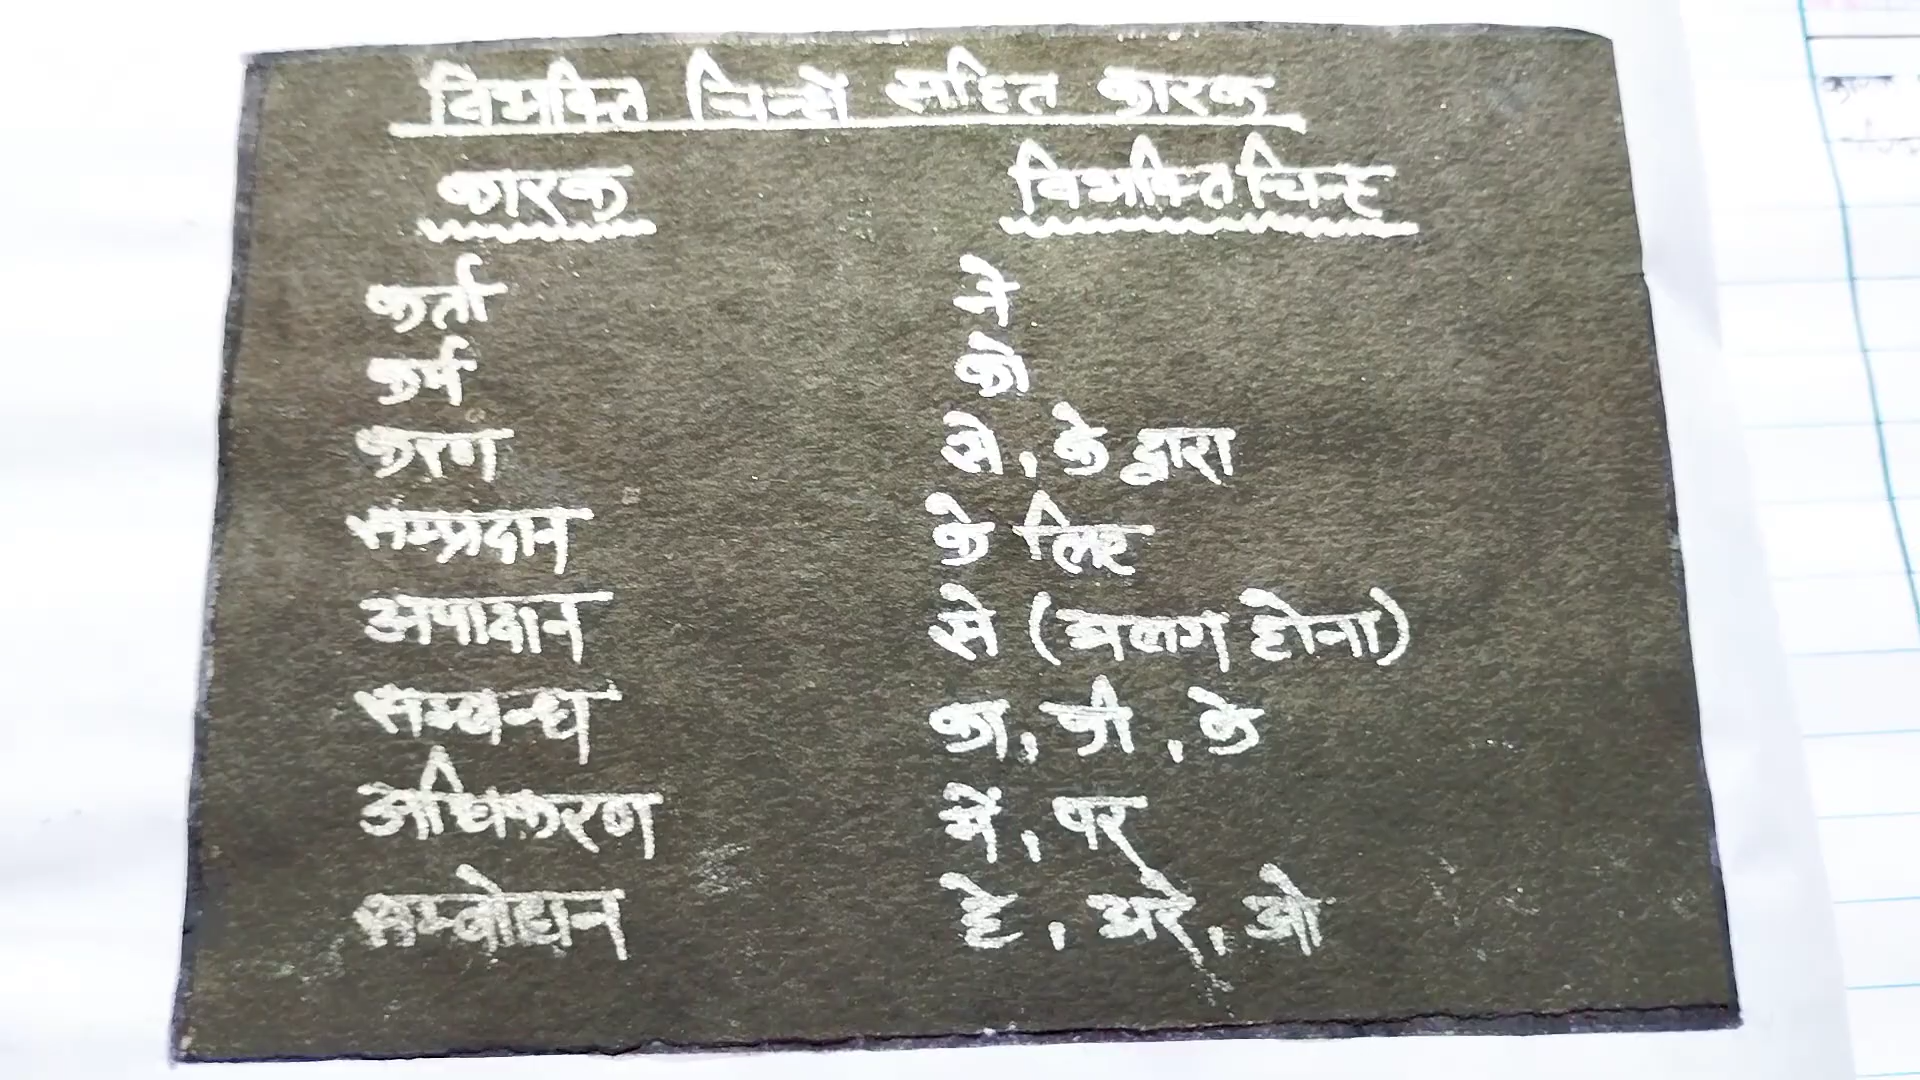 विभक्ति चिन्हों सहित कारक
कारक विभक्ति चिन्ह
कर्ता ने
कर्म को
करण से, के द्वारा
सम्प्रदान के लिए
अपादान से (अलग होना)
सम्बन्ध का, की, के
अधिकरण में, पर
सम्बोधन हे, अरे, ओ